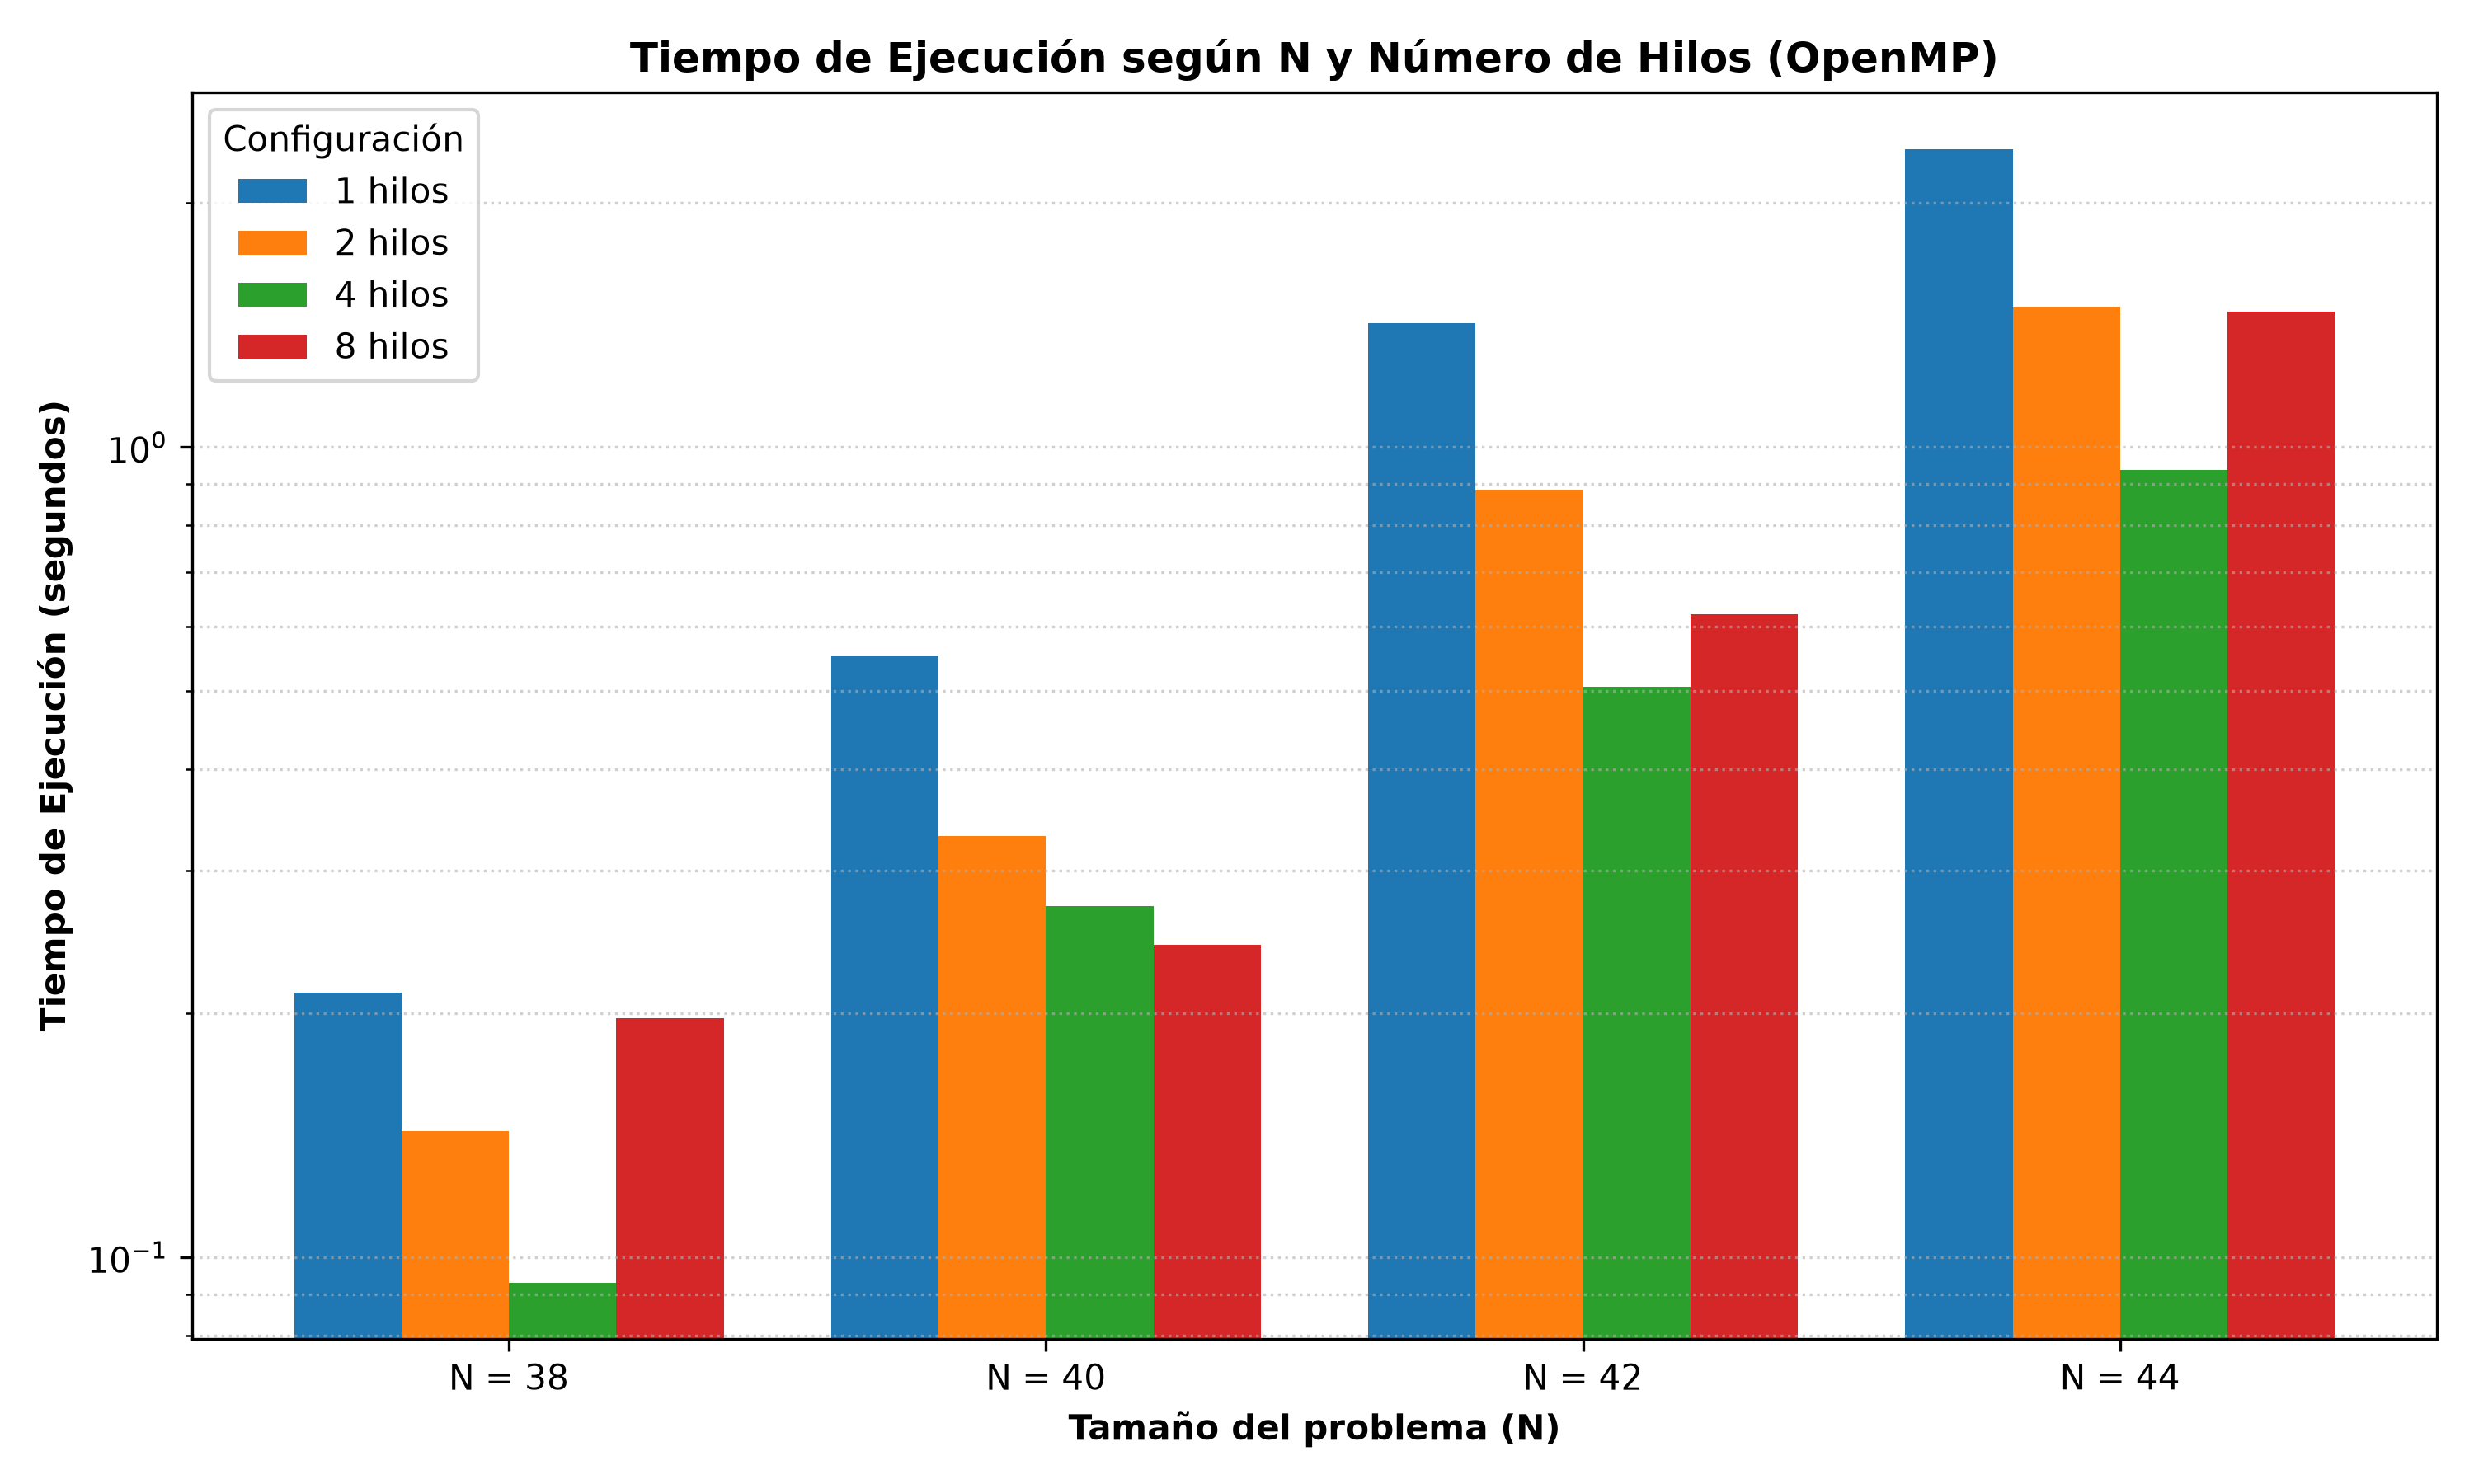 Tiempo de Ejecución según N y Número de Hilos (OpenMP)
Configuración
1 hilos
2 hilos
4 hilos
8 hilos
Tiempo de Ejecución (segundos)
10⁰
10⁻¹
N = 38
N = 40
N = 42
N = 44
Tamaño del problema (N)